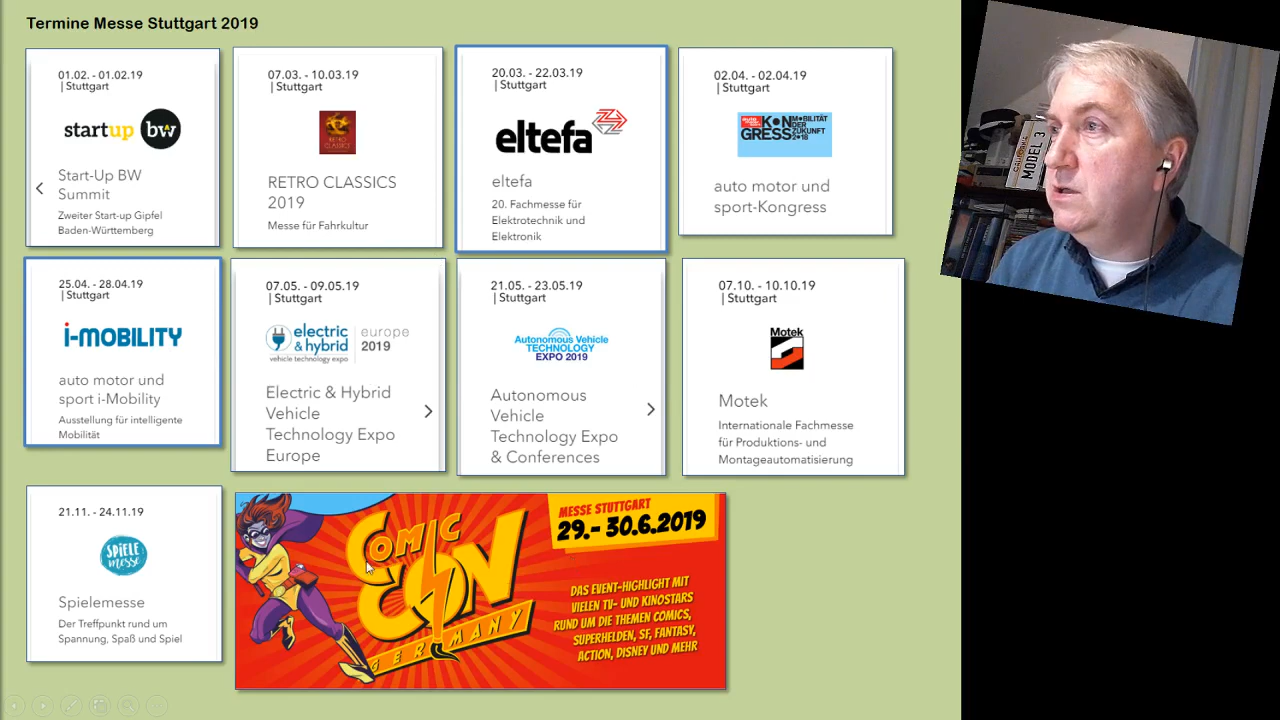 Termine Messe Stuttgart 2019
01.02. - 01.02.19
| Stuttgart
startup bw
Start-Up BW
Summit
Zweiter Start-up Gipfel
Baden-Württemberg
07.03. - 10.03.19
| Stuttgart
RETRO
CLASSICS
RETRO CLASSICS
2019
Messe für Fahrkultur
20.03. - 22.03.19
| Stuttgart
eltefa
eltefa
20. Fachmesse für
Elektrotechnik und
Elektronik
02.04. - 02.04.19
| Stuttgart
KON
GRESS
MOBILITÄT
DER
ZUKUNFT
2018
auto motor und
sport-Kongress
25.04. - 28.04.19
| Stuttgart
i-MOBILITY
auto motor und
sport i-Mobility
Ausstellung für intelligente
Mobilität
07.05. - 09.05.19
| Stuttgart
electric
& hybrid
vehicle technology expo
europe
2019
Electric & Hybrid
Vehicle
Technology Expo
Europe
21.05. - 23.05.19
| Stuttgart
Autonomous Vehicle
TECHNOLOGY
EXPO 2019
Autonomous
Vehicle
Technology Expo
& Conferences
07.10. - 10.10.19
| Stuttgart
Motek
Motek
Internationale Fachmesse
für Produktions- und
Montageautomatisierung
21.11. - 24.11.19
SPIELE
messe
Spielemesse
Der Treffpunkt rund um
Spannung, Spaß und Spiel
COMIC
CON
GERMANY
MESSE STUTTGART
29.- 30.6.2019
DAS EVENT-HIGHLIGHT MIT
VIELEN TV- UND KINOSTARS
RUND UM DIE THEMEN COMICS,
SUPERHELDEN, SF, FANTASY,
ACTION, DISNEY UND MEHR
MODEL 3